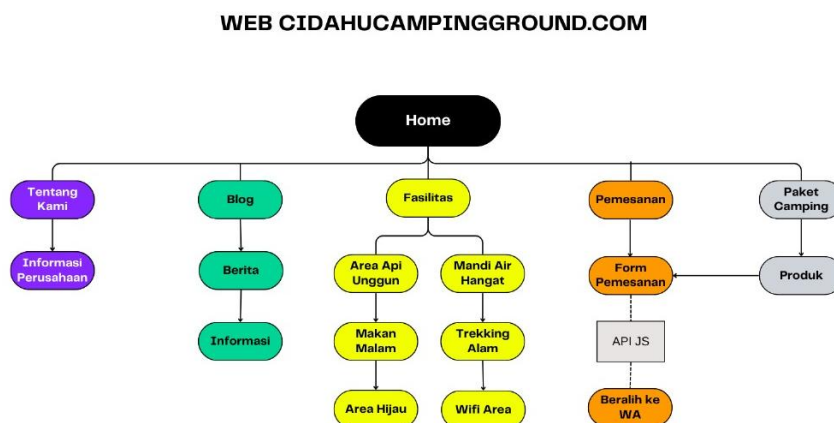 WEB CIDAHUCAMPINGGROUND.COM
Home
Tentang
Kami
Blog
Fasilitas
Pemesanan
Paket
Camping
Informasi
Perusahaan
Berita
Area Api
Unggun
Mandi Air
Hangat
Form
Pemesanan
Produk
Informasi
Makan
Malam
Trekking
Alam
API JS
Area Hijau
Wifi Area
Beralih ke
WA